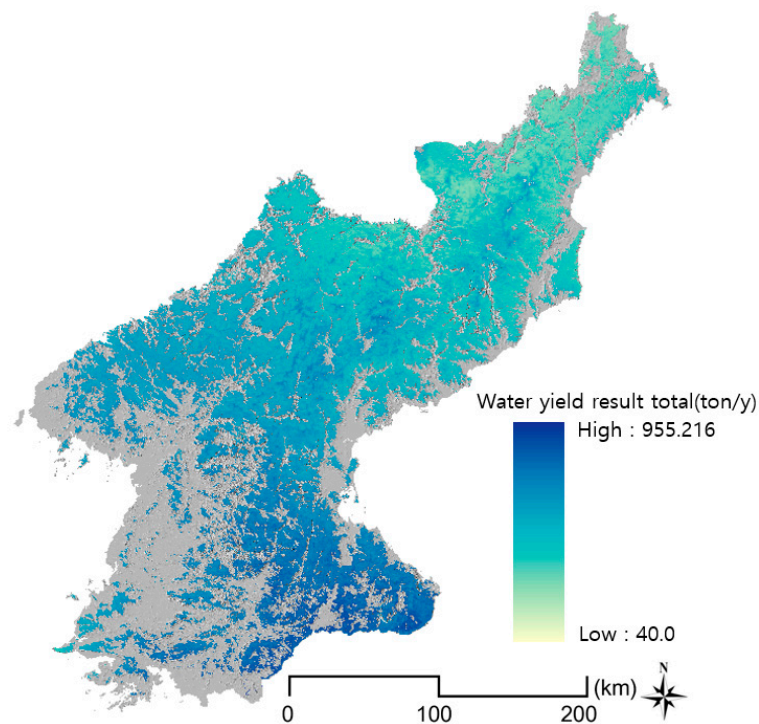 Water yield result total(ton/y)
High : 955.216
Low : 40.0
N
(km)
0 100 200